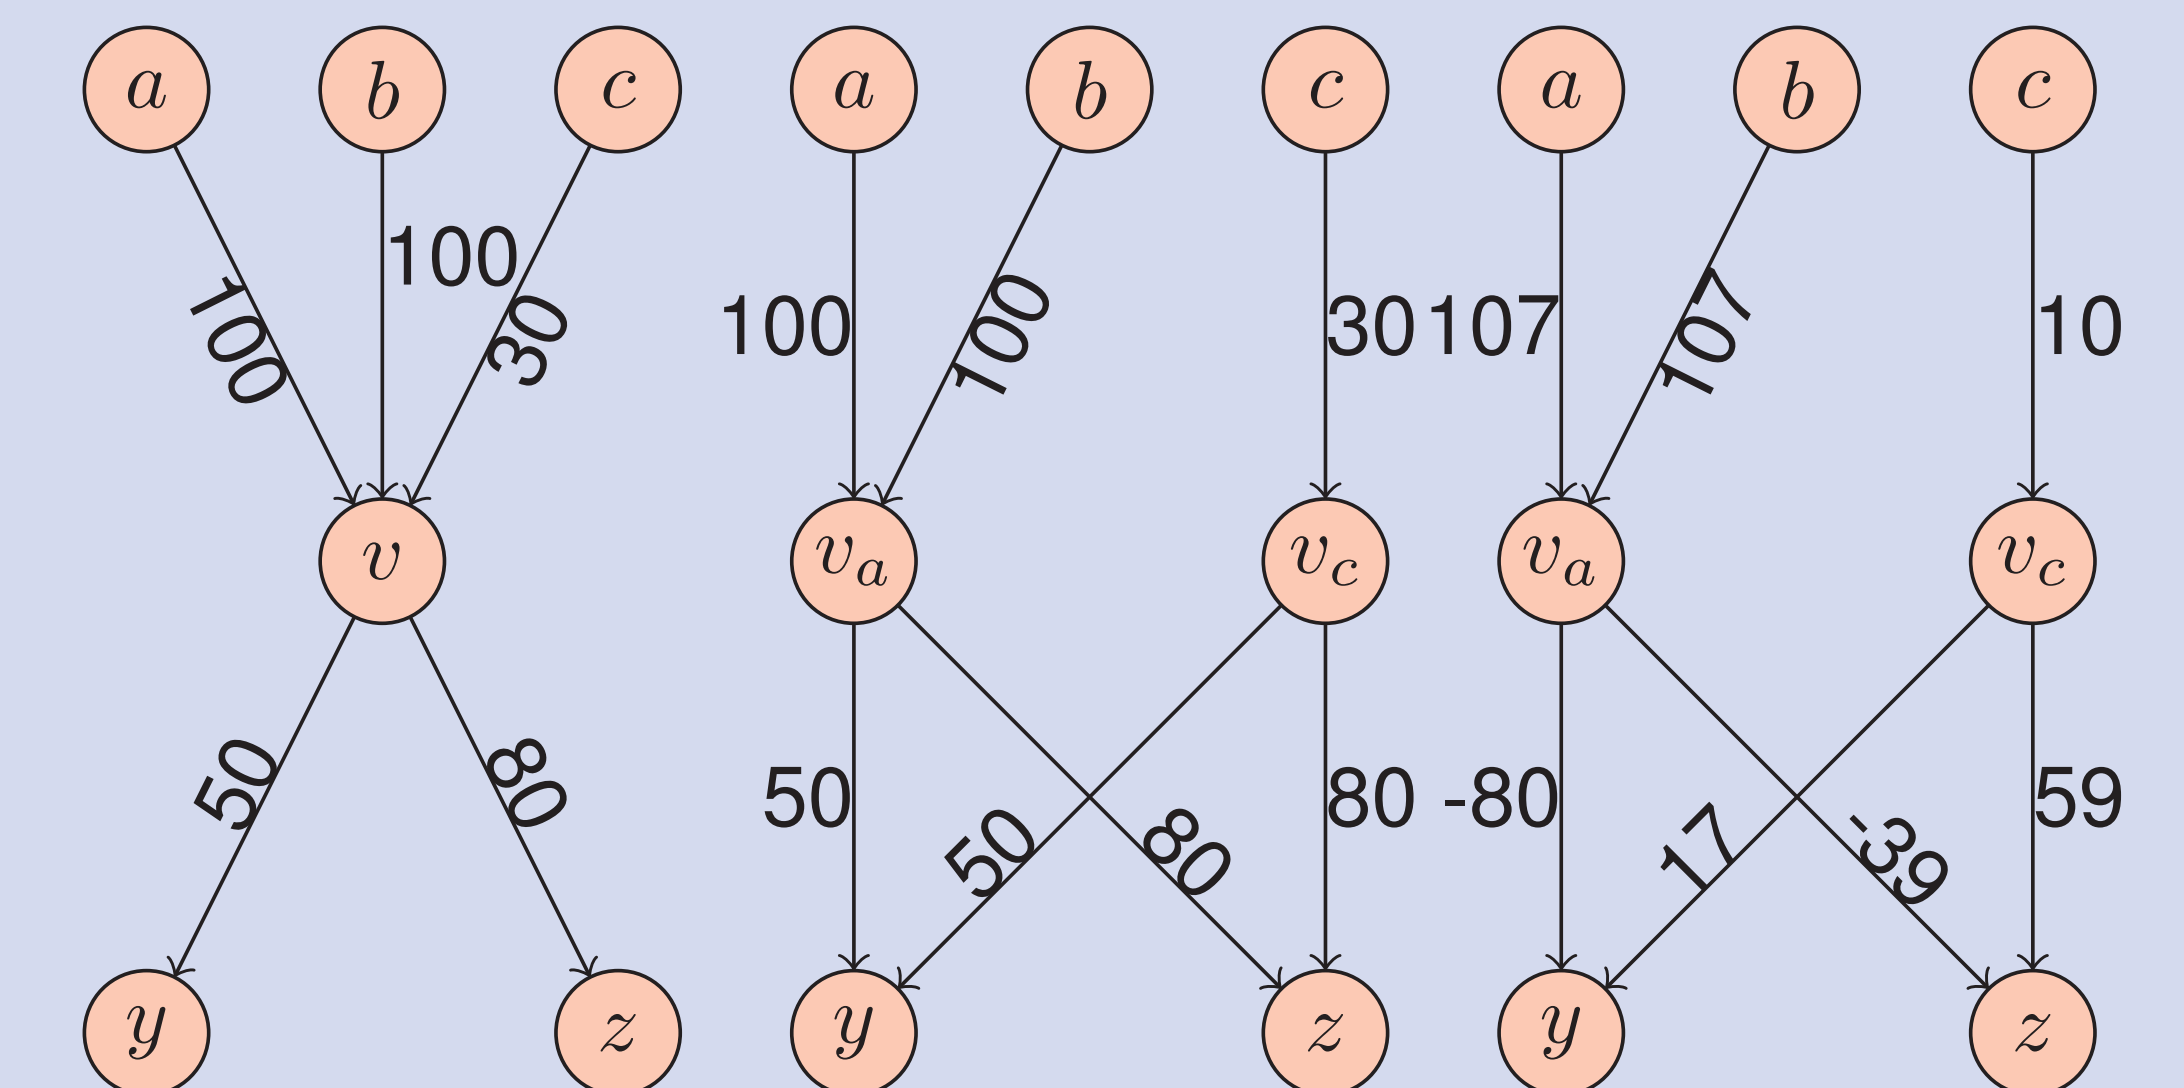 a b c a b c a b c
100 100 30 100 100 30 107 107 10
v v_a v_c v_a v_c
50 80 50 50 80 80 -80 17 -39 59
y z y z y z